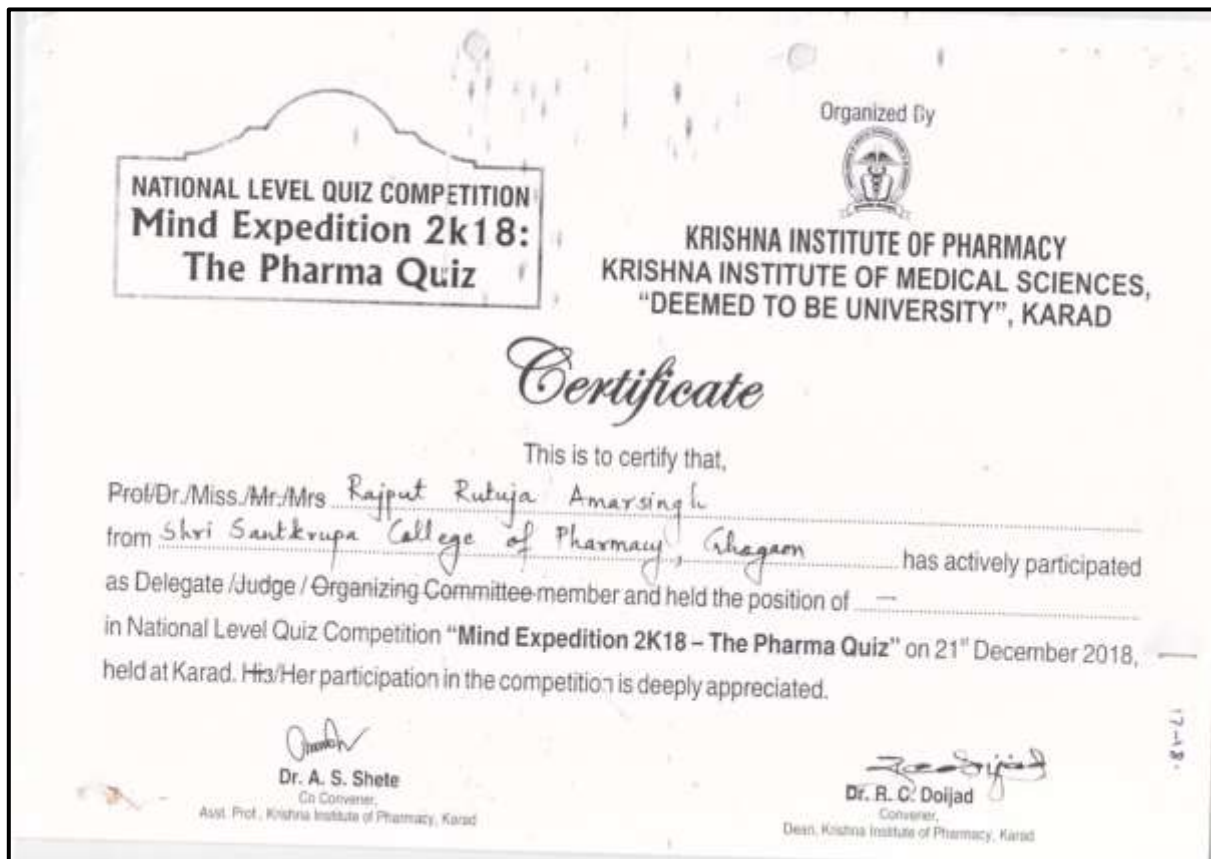 NATIONAL LEVEL QUIZ COMPETITION
Mind Expedition 2k18:
The Pharma Quiz
Organized By
KRISHNA INSTITUTE OF PHARMACY
KRISHNA INSTITUTE OF MEDICAL SCIENCES,
"DEEMED TO BE UNIVERSITY", KARAD
Certificate
This is to certify that,
Prof/Dr./Miss./Mr./Mrs Rajput Rutuja Amarsingh
from Shri Santkrupa College of Pharmacy, Ghogaon has actively participated
as Delegate /Judge / Organizing Committee member and held the position of —
in National Level Quiz Competition "Mind Expedition 2K18 – The Pharma Quiz" on 21st December 2018,
held at Karad. His/Her participation in the competition is deeply appreciated.
Dr. A. S. Shete
Co Convener,
Asst. Prof., Krishna Institute of Pharmacy, Karad
Dr. R. C. Doijad
Convener,
Dean, Krishna Institute of Pharmacy, Karad
17-18.